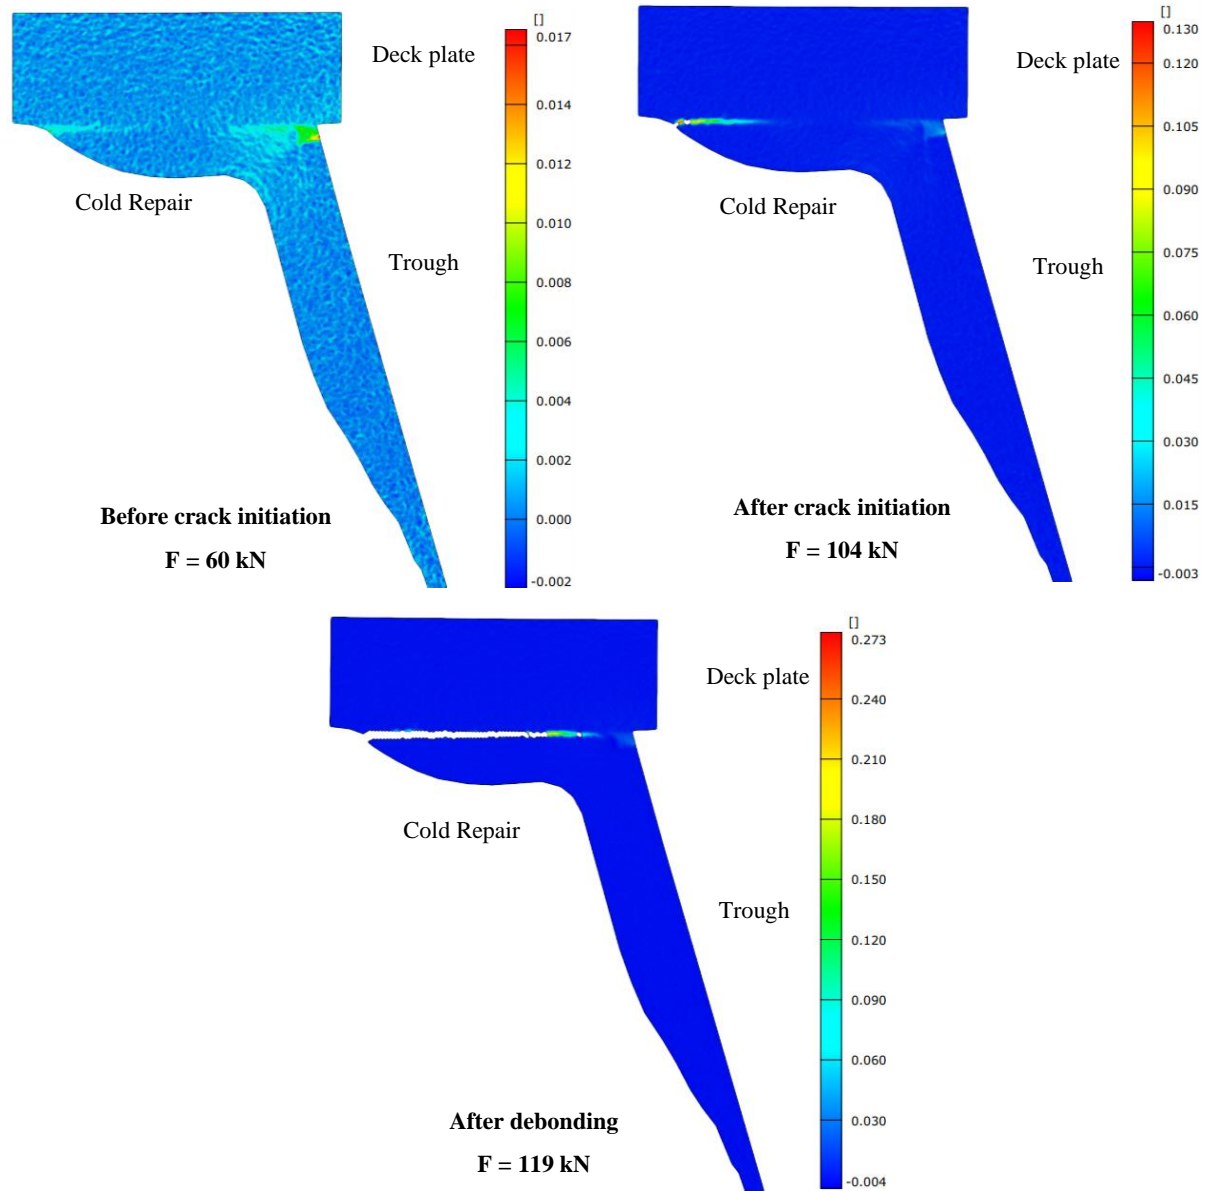 []
0.017
0.014
0.012
0.010
0.008
0.006
0.004
0.002
0.000
-0.002
Deck plate
Cold Repair
Trough
Before crack initiation
F = 60 kN
[]
0.130
0.120
0.105
0.090
0.075
0.060
0.045
0.030
0.015
-0.003
Deck plate
Cold Repair
Trough
After crack initiation
F = 104 kN
[]
0.273
0.240
0.210
0.180
0.150
0.120
0.090
0.060
0.030
-0.004
Deck plate
Cold Repair
Trough
After debonding
F = 119 kN